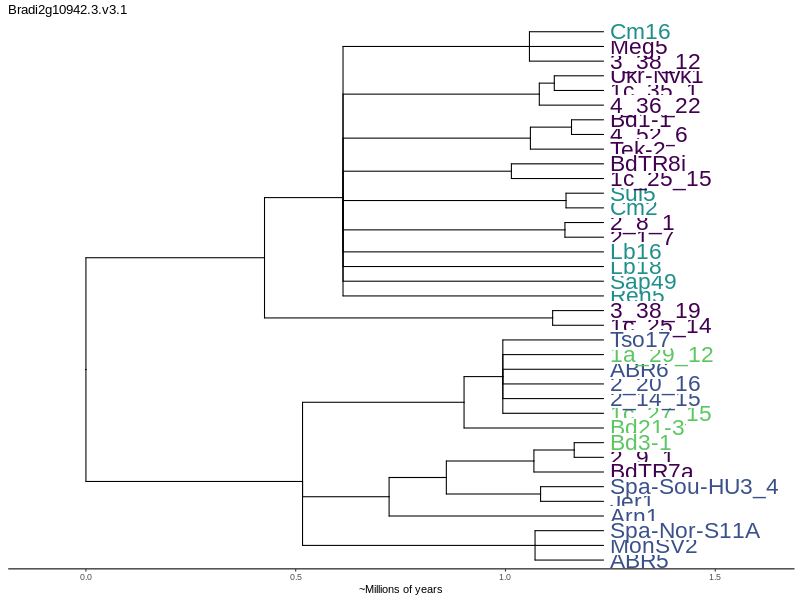 Bradi2g10942.3.v3.1
Cm16
Meg5
3_38_12
Ukr-Nvk1
1c_35_1
4_36_22
Bd1-1
4_52_6
Tek-2
BdTR8i
1c_25_15
Sul5
Cm2
2_8_1
2_1_7
Lb16
Lb18
Sap49
Ren5
3_38_19
1c_25_14
Tso17
1a_29_12
ABR6
2_20_16
2_14_15
1c_27_15
Bd21-3
Bd3-1
2_9_1
BdTR7a
Spa-Sou-HU3_4
Jer1
Arn1
Spa-Nor-S11A
MonSV2
ABR5
0.0 0.5 1.0 1.5
~Millions of years